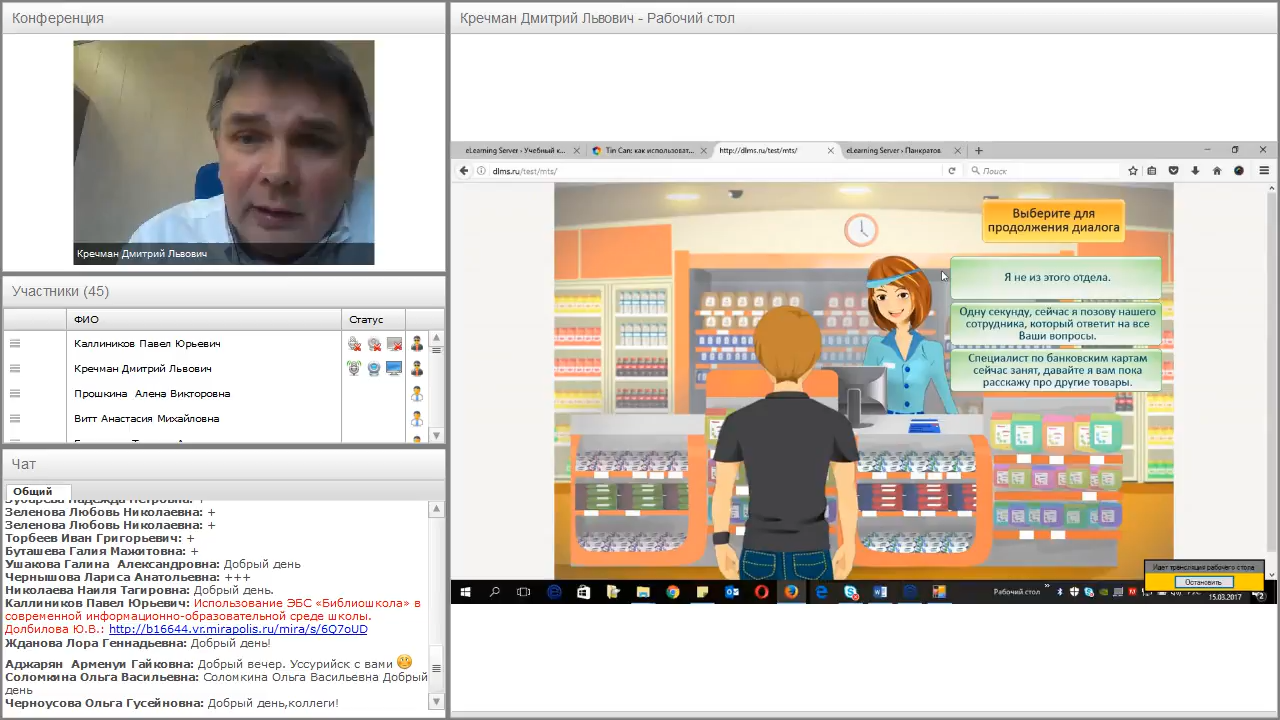 Конференция
Кречман Дмитрий Львович
Участники (45)
ФИО Статус
Каллиников Павел Юрьевич
Кречман Дмитрий Львович
Прошкина Алена Викторовна
Витт Анастасия Михайловна
Чат
Общий
Зеленова Любовь Николаевна: +
Зеленова Любовь Николаевна: +
Торбеев Иван Григорьевич: +
Буташева Галия Мажитовна: +
Ушакова Галина Александровна: Добрый день
Чернышова Лариса Анатольевна: +++
Николаева Наиля Тагировна: Добрый день.
Каллиников Павел Юрьевич: Использование ЭБС «Библиошкола» в
современной информационно-образовательной среде школы.
Долбилова Ю.В.: http://b16644.vr.mirapolis.ru/mira/s/6Q7oUD
Жданова Лора Геннадьевна: Добрый день!
Аджарян Арменуи Гайковна: Добрый вечер. Уссурийск с вами
Соломкина Ольга Васильевна: Соломкина Ольга Васильевна Добрый
день
Черноусова Ольга Гусейновна: Добрый день,коллеги!
Кречман Дмитрий Львович - Рабочий стол
eLearning Server › Учебный к... Tin Can: как использоват... http://dlms.ru/test/mts/ eLearning Server › Панкратов
dlms.ru/test/mts/ Поиск
Выберите для
продолжения диалога
Я не из этого отдела.
Одну секунду, сейчас я позову нашего
сотрудника, который ответит на все
Ваши вопросы.
Специалист по банковским картам
сейчас занят, давайте я вам пока
расскажу про другие товары.
Идет трансляция рабочего стола
Остановить
Рабочий стол
15.03.2017